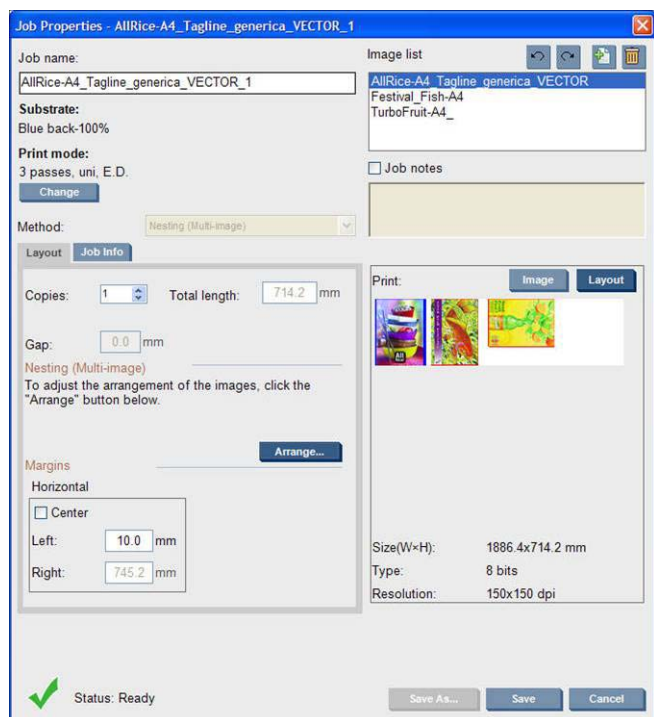 Job Properties - AllRice-A4_Tagline_generica_VECTOR_1
Job name:
AllRice-A4_Tagline_generica_VECTOR_1
Substrate:
Blue back-100%
Print mode:
3 passes, uni, E.D.
Change
Method: Nesting (Multi-image)
Image list
AllRice-A4_Tagline_generica_VECTOR
Festival_Fish-A4
TurboFruit-A4_
Job notes
Layout Job Info
Copies: 1 Total length: 714.2 mm
Gap: 0.0 mm
Nesting (Multi-image)
To adjust the arrangement of the images, click the
"Arrange" button below.
Arrange...
Margins
Horizontal
Center
Left: 10.0 mm
Right: 745.2 mm
Print: Image Layout
All
Size(W×H): 1886.4x714.2 mm
Type: 8 bits
Resolution: 150x150 dpi
Status: Ready
Save As... Save Cancel